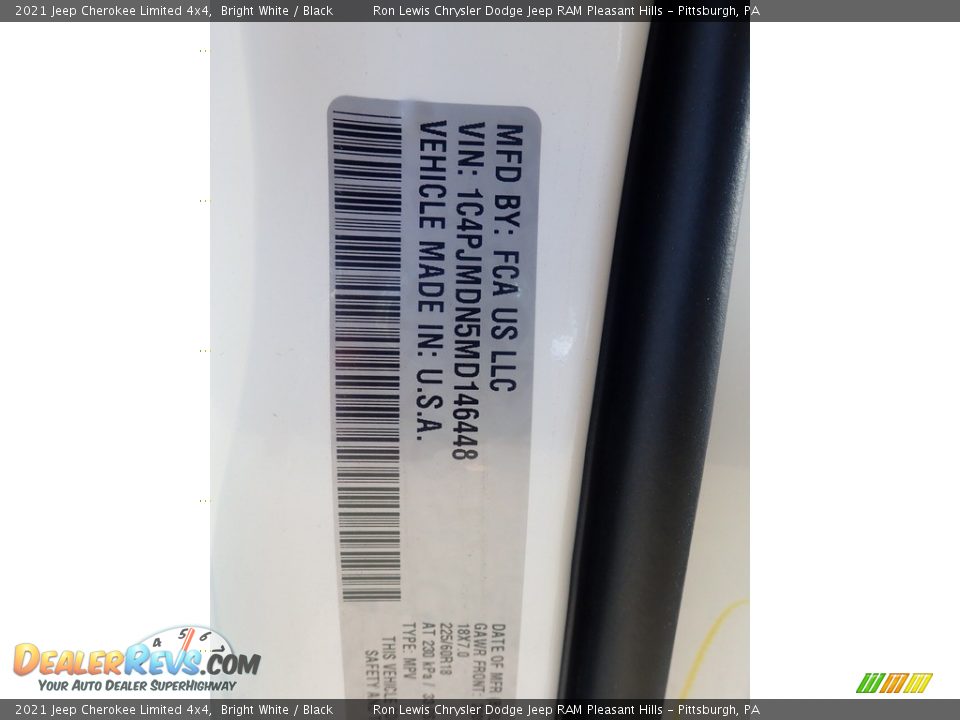 2021 Jeep Cherokee Limited 4x4, Bright White / Black Ron Lewis Chrysler Dodge Jeep RAM Pleasant Hills - Pittsburgh, PA
MFD BY: FCA US LLC
VIN: 1C4PJMDN5MD146448
VEHICLE MADE IN: U.S.A.
DATE OF MFR
GAWR FRONT:
18X7.0
225/60R18
AT 230 kPa /
TYPE: MPV
THIS VEHICLE
SAFETY
4 5 6
DEALERREVS.COM
YOUR AUTO DEALER SUPERHIGHWAY
2021 Jeep Cherokee Limited 4x4, Bright White / Black Ron Lewis Chrysler Dodge Jeep RAM Pleasant Hills - Pittsburgh, PA